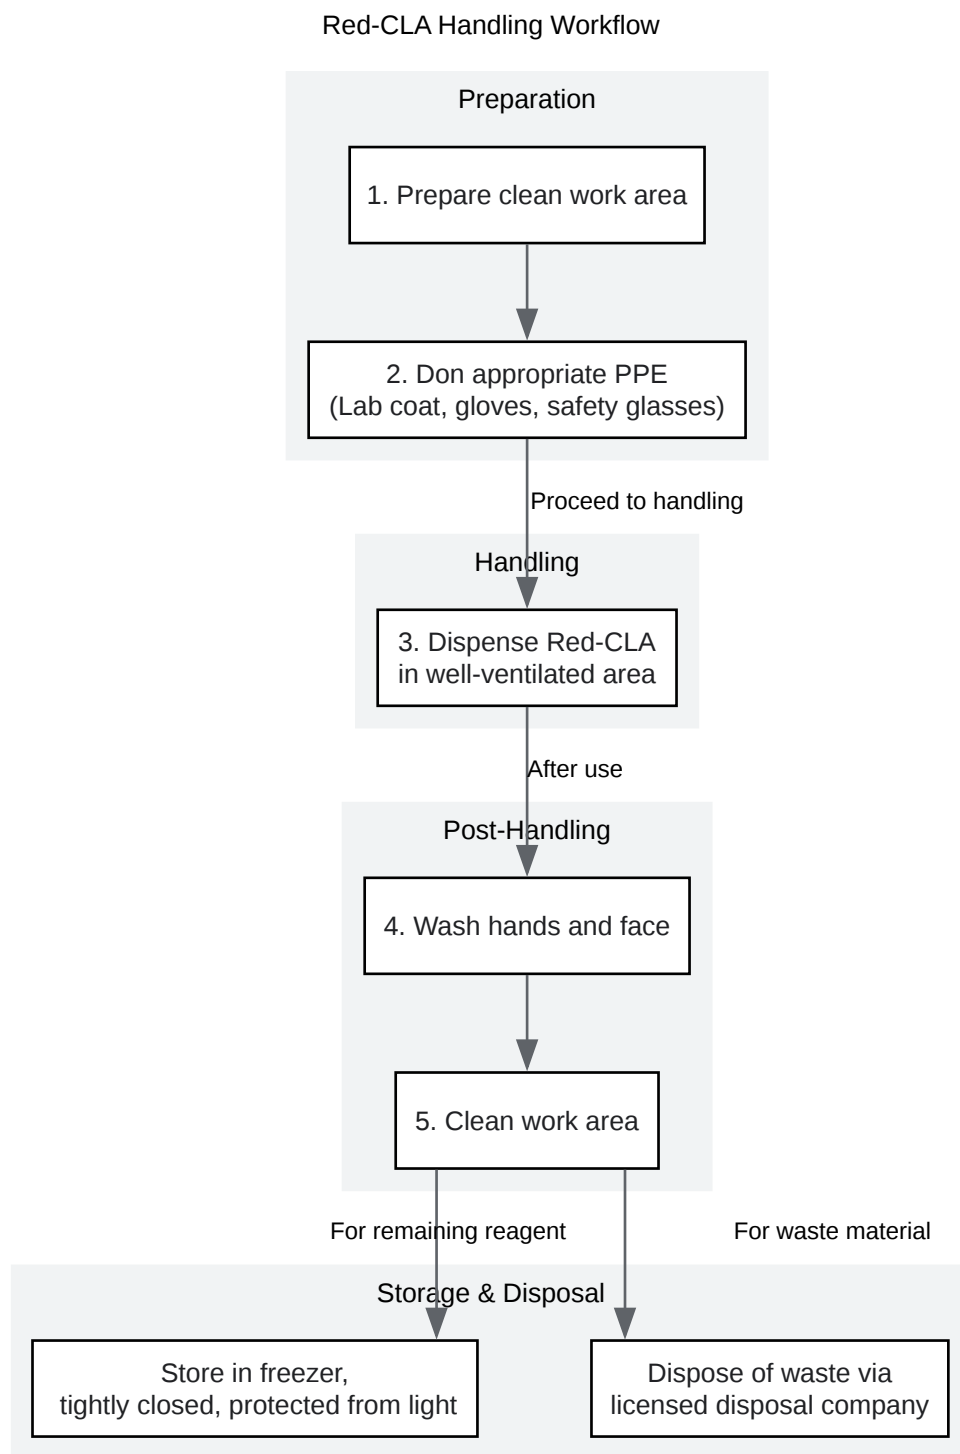 Red-CLA Handling Workflow
Preparation
1. Prepare clean work area
2. Don appropriate PPE
(Lab coat, gloves, safety glasses)
Proceed to handling
Handling
3. Dispense Red-CLA
in well-ventilated area
After use
Post-Handling
4. Wash hands and face
5. Clean work area
For remaining reagent
For waste material
Storage & Disposal
Store in freezer,
tightly closed, protected from light
Dispose of waste via
licensed disposal company